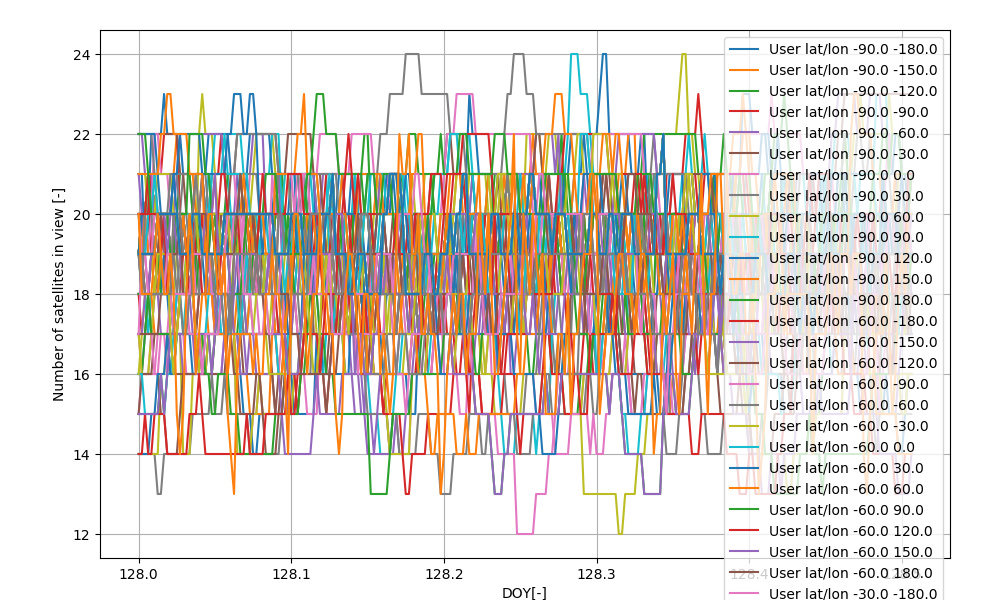 24
22
20
18
16
14
12
Number of satellites in view [-]
128.0
128.1
128.2
128.3
128.4
DOY[-]
User lat/lon -90.0 -180.0
User lat/lon -90.0 -150.0
User lat/lon -90.0 -120.0
User lat/lon -90.0 -90.0
User lat/lon -90.0 -60.0
User lat/lon -90.0 -30.0
User lat/lon -90.0 0.0
User lat/lon -90.0 30.0
User lat/lon -90.0 60.0
User lat/lon -90.0 90.0
User lat/lon -90.0 120.0
User lat/lon -90.0 150.0
User lat/lon -90.0 180.0
User lat/lon -60.0 -180.0
User lat/lon -60.0 -150.0
User lat/lon -60.0 -120.0
User lat/lon -60.0 -90.0
User lat/lon -60.0 -60.0
User lat/lon -60.0 -30.0
User lat/lon -60.0 0.0
User lat/lon -60.0 30.0
User lat/lon -60.0 60.0
User lat/lon -60.0 90.0
User lat/lon -60.0 120.0
User lat/lon -60.0 150.0
User lat/lon -60.0 180.0
User lat/lon -30.0 -180.0